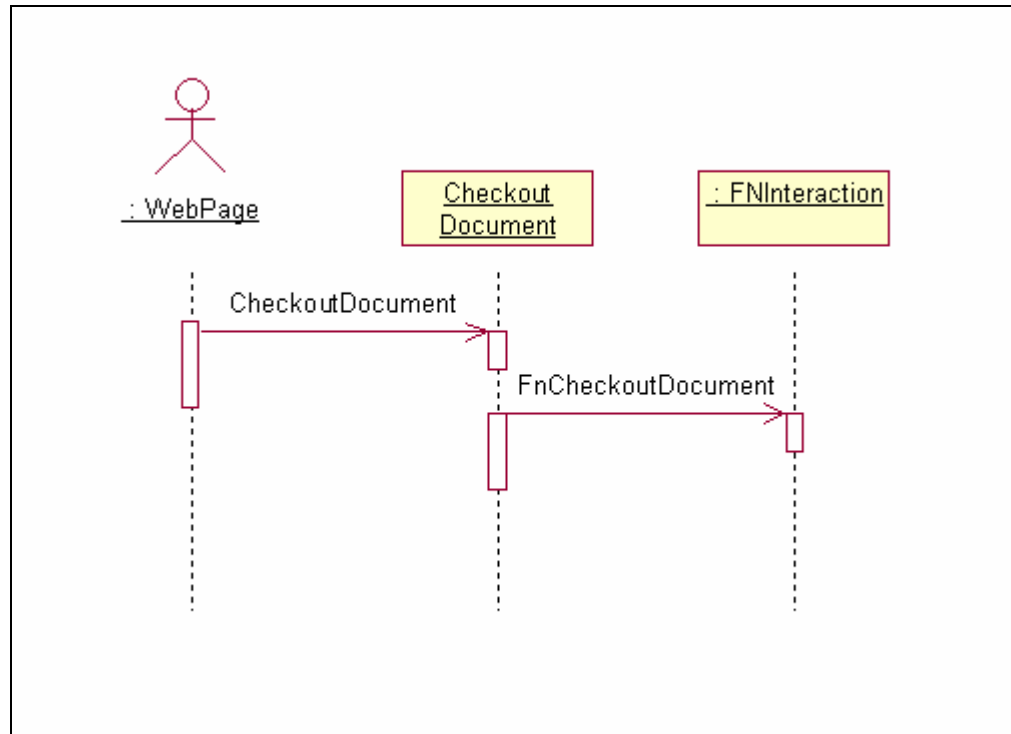 : WebPage
Checkout
Document
: FNInteraction
CheckoutDocument
FnCheckoutDocument